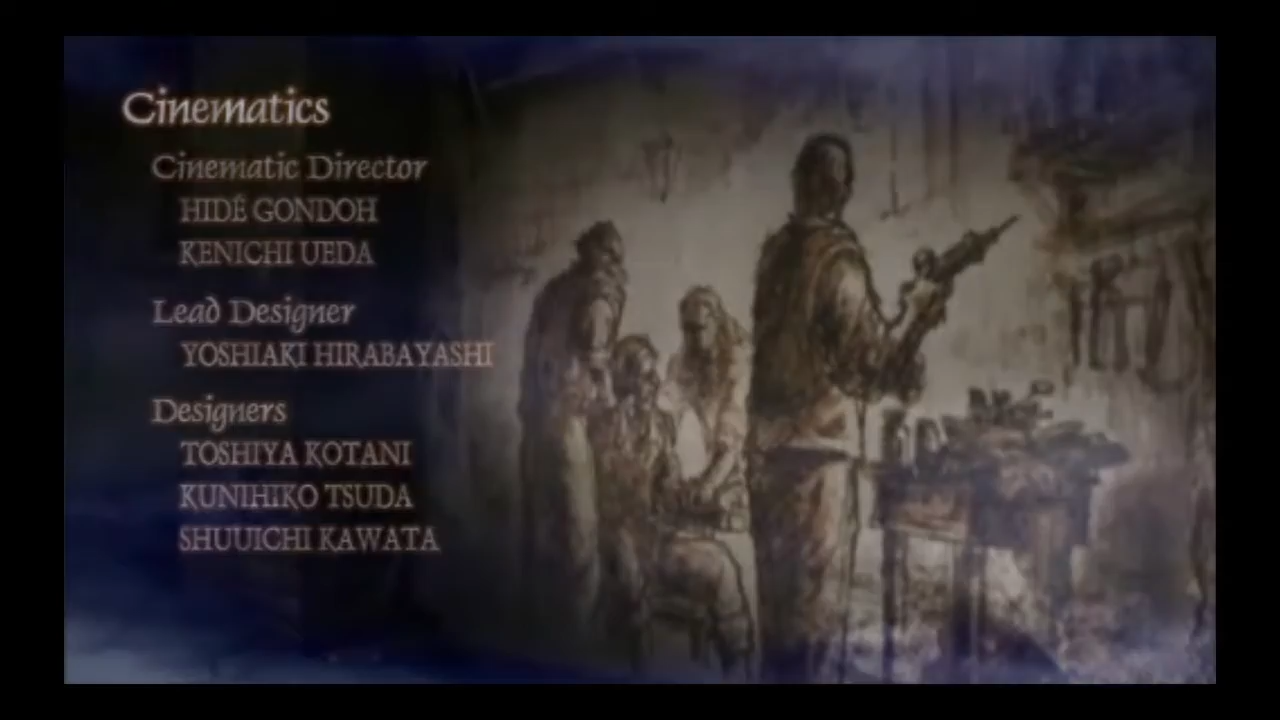 Cinematics
Cinematic Director
HIDÉ GONDOH
KENICHI UEDA
Lead Designer
YOSHIAKI HIRABAYASHI
Designers
TOSHIYA KOTANI
KUNIHIKO TSUDA
SHUUICHI KAWATA